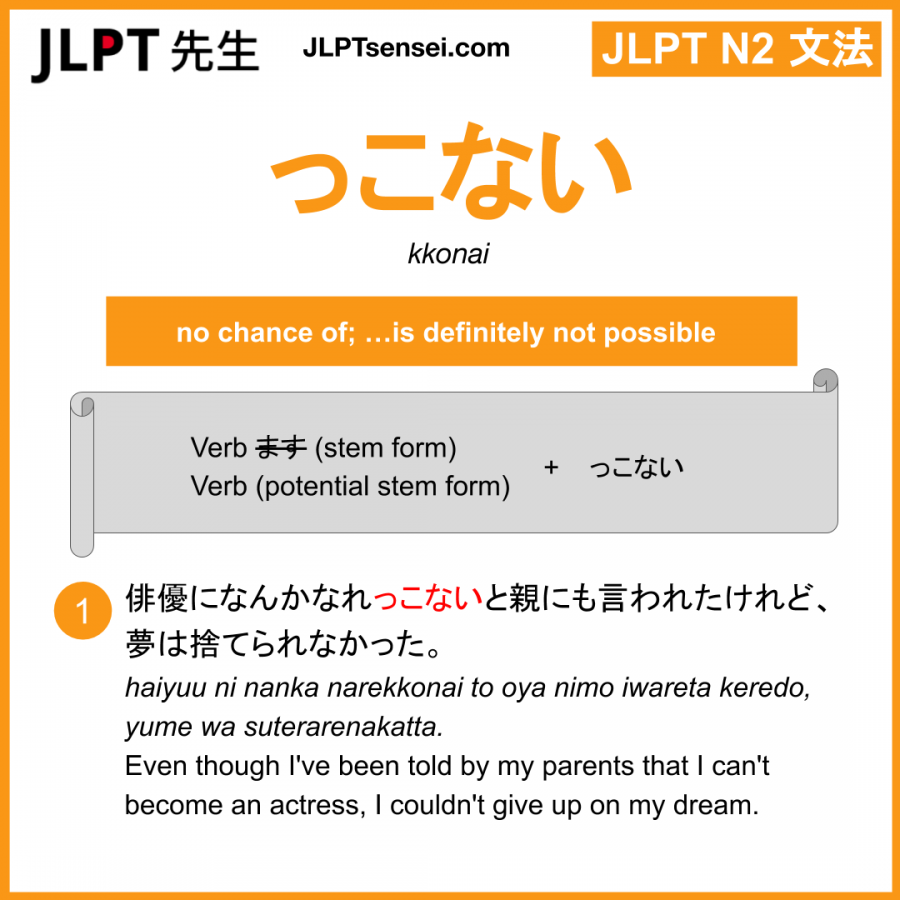 JLPT 先生
JLPTsensei.com
JLPT N2 文法
っこない
kkonai
no chance of; …is definitely not possible
Verb ます (stem form)
Verb (potential stem form)
+ っこない
1
俳優になんかなれっこないと親にも言われたけれど、
夢は捨てられなかった。
haiyuu ni nanka narekkonai to oya nimo iwareta keredo,
yume wa suterarenakatta.
Even though I've been told by my parents that I can't
become an actress, I couldn't give up on my dream.